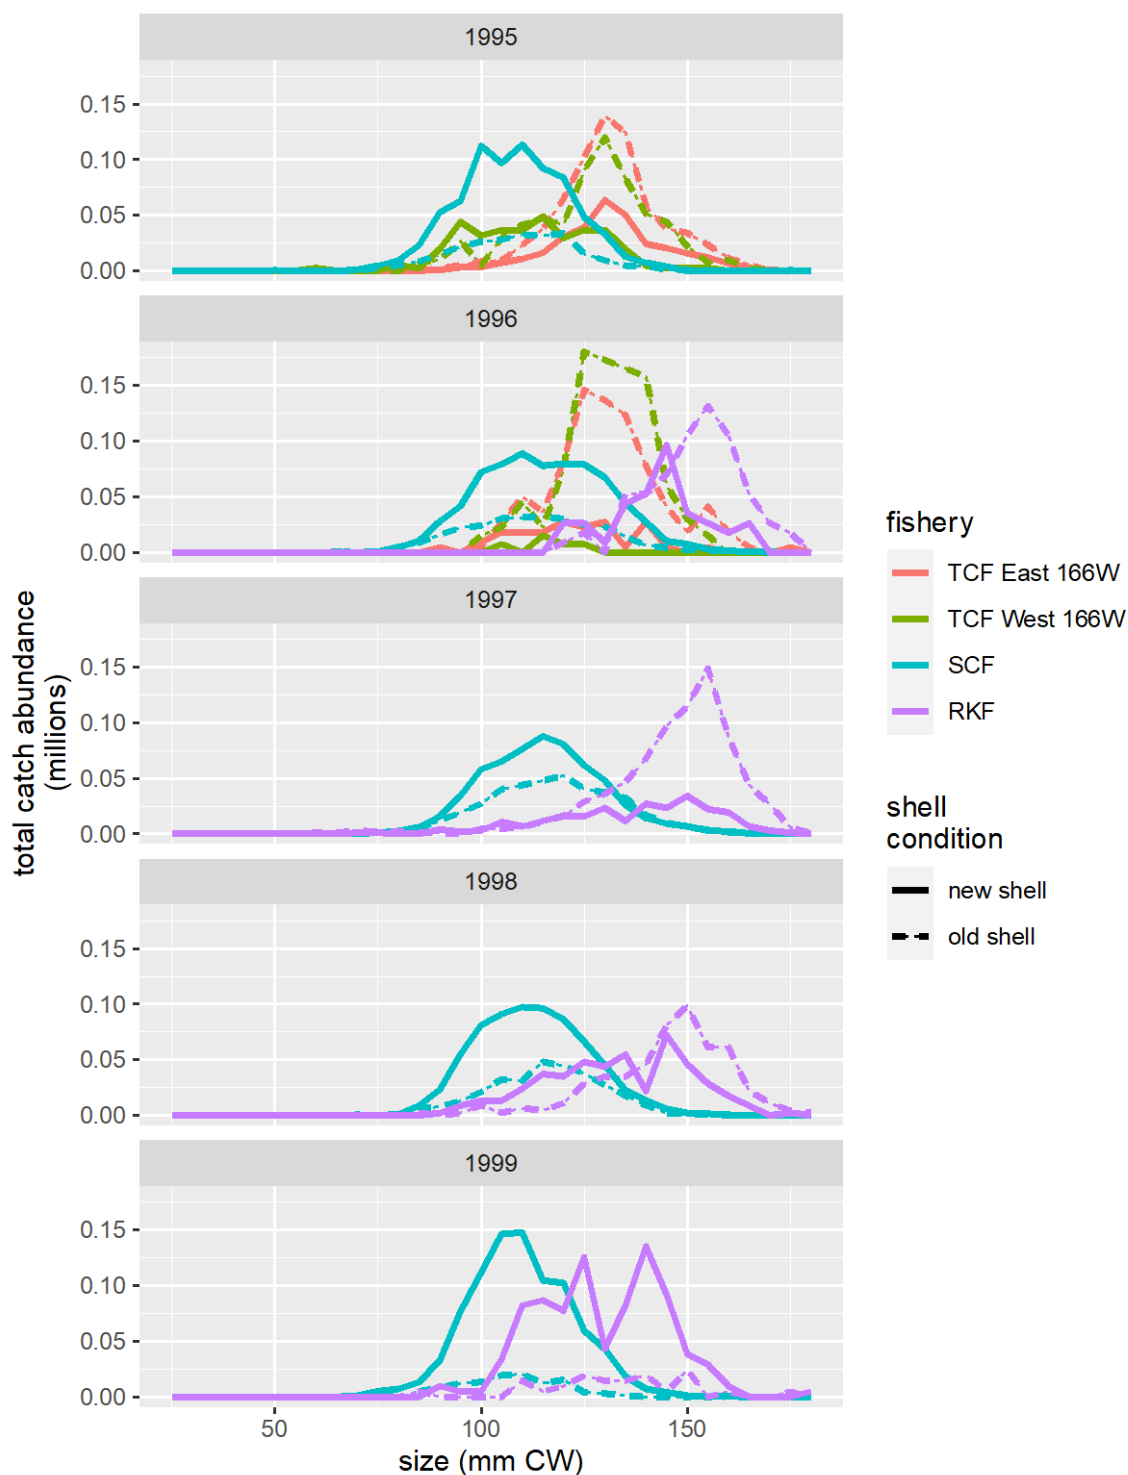 1995
0.15
0.10
0.05
0.00
1996
0.15
0.10
0.05
0.00
1997
0.15
0.10
0.05
0.00
1998
0.15
0.10
0.05
0.00
1999
0.15
0.10
0.05
0.00
50
100
150
size (mm CW)
total catch abundance
(millions)
fishery
TCF East 166W
TCF West 166W
SCF
RKF
shell
condition
new shell
old shell